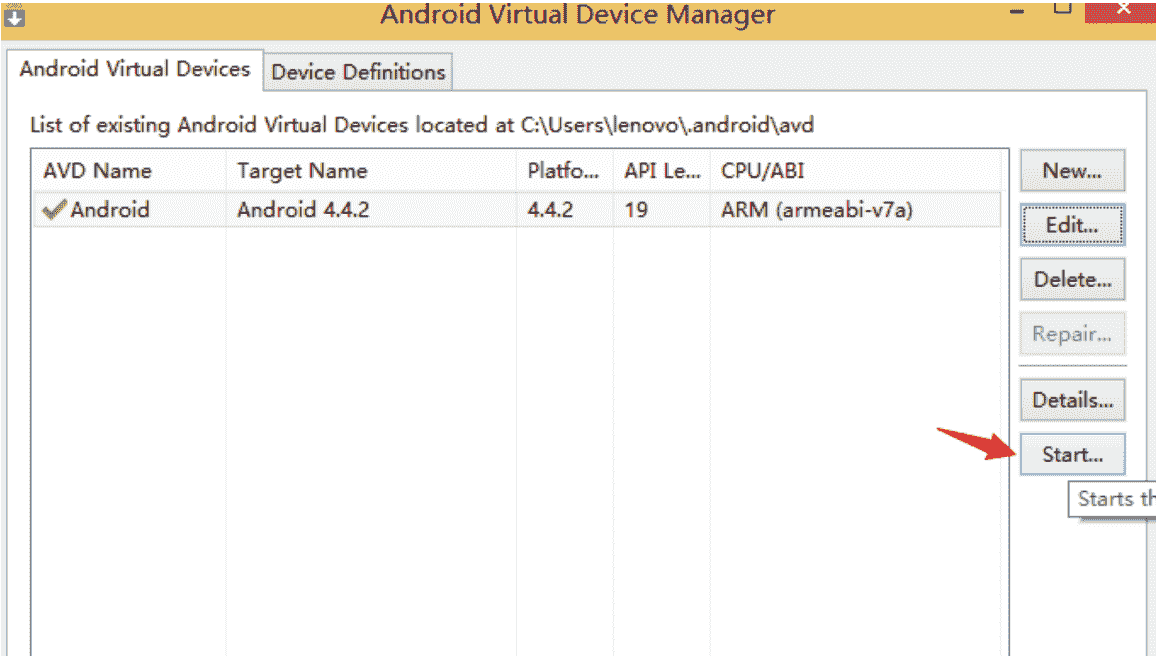 Android Virtual Device Manager
Android Virtual Devices Device Definitions
List of existing Android Virtual Devices located at C:\Users\lenovo\.android\avd
AVD Name Target Name Platfo... API Le... CPU/ABI
Android Android 4.4.2 4.4.2 19 ARM (armeabi-v7a)
New...
Edit...
Delete...
Repair...
Details...
Start...
Starts th